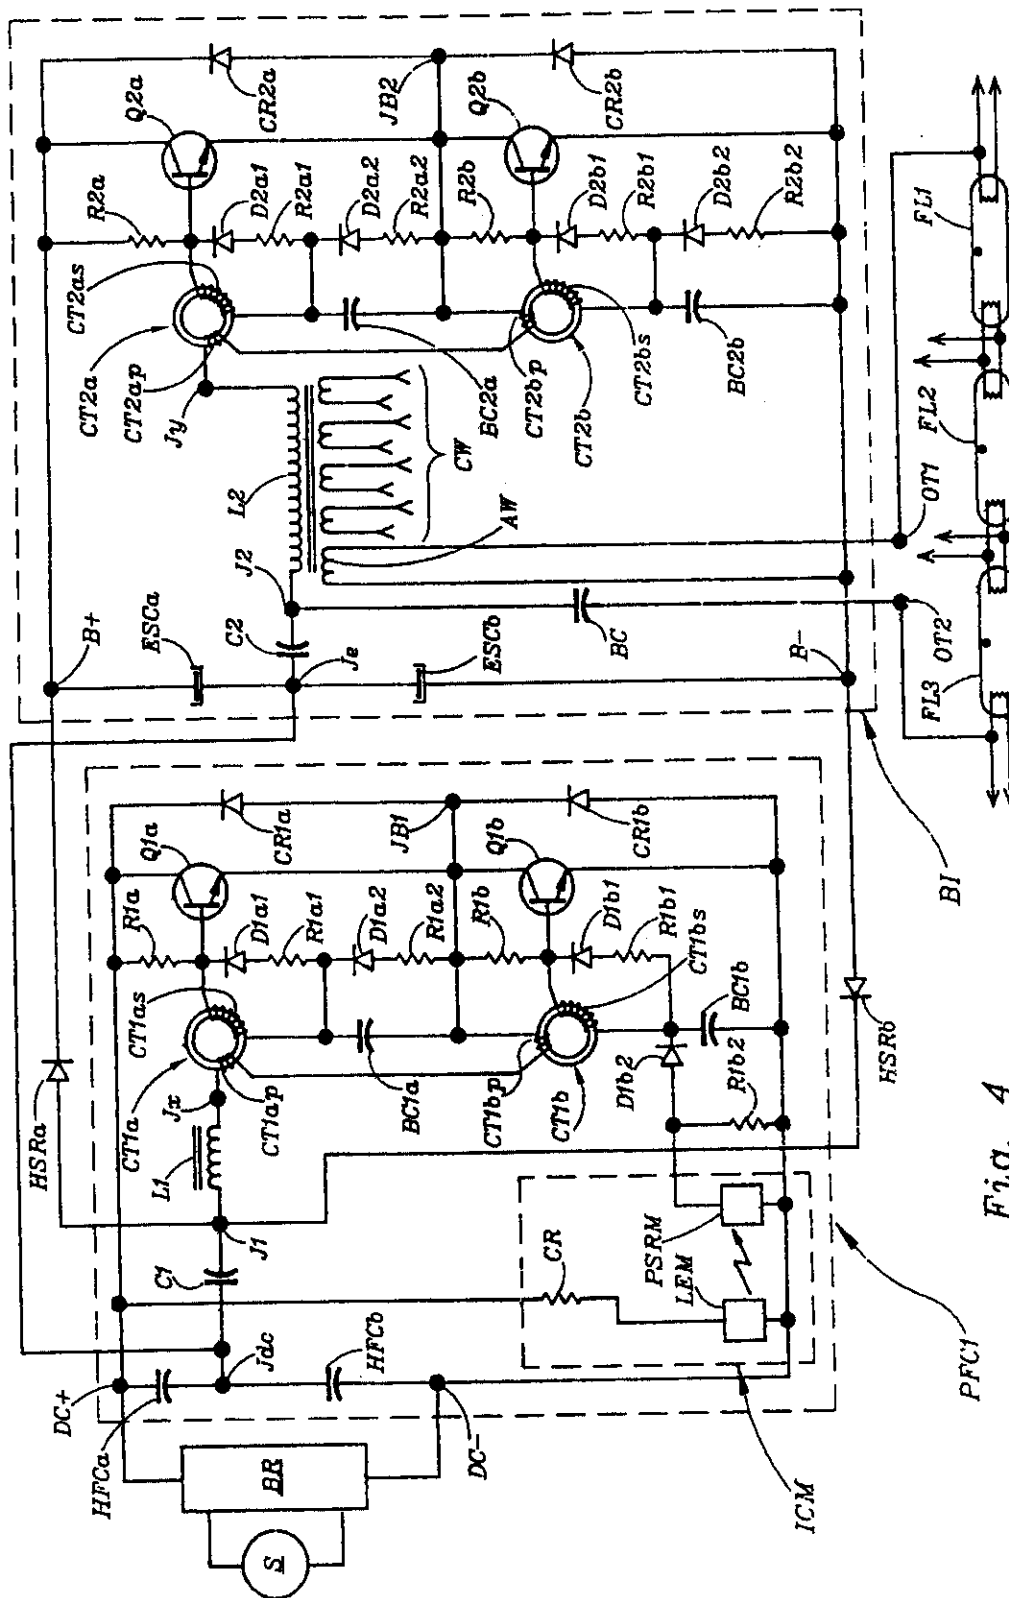 S
BR
DC+
HFCa
Jdc
HFCb
DC-
C1
J1
L1
Jx
HSRa
CT1a
CT1ap
CT1as
R1a
Q1a
D1a1
R1a1
D1a2
R1a2
CR1a
JB1
BC1a
CT1bp
CT1b
R1b
Q1b
CR1b
D1b1
R1b1
CT1bs
BC1b
D1b2
R1b2
HSRb
CR
PSRM
LEM
ICM
PFC1
B+
ESCa
C2
Je
ESCb
J2
L2
Jy
CT2a
CT2ap
CT2as
R2a
Q2a
D2a1
R2a1
D2a2
R2a2
CR2a
JB2
BC2a
CT2bp
CT2b
CT2bs
R2b
Q2b
CR2b
D2b1
R2b1
D2b2
R2b2
BC2b
CW
AW
BC
B-
BI
OT2
OT1
FL3
FL2
FL1
Fig. 4